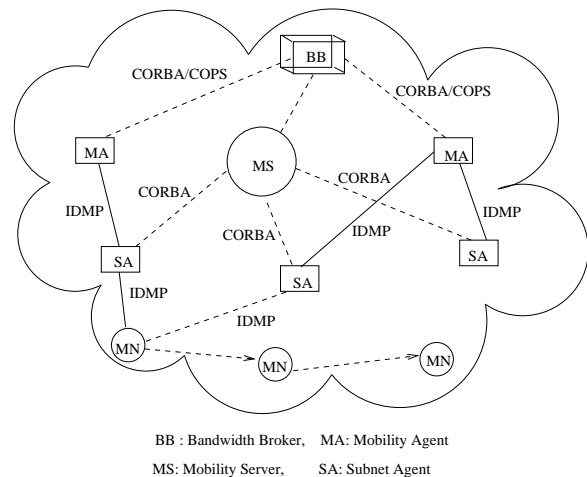 BB
CORBA/COPS
CORBA/COPS
MA
MS
MA
CORBA
CORBA
IDMP
IDMP
CORBA
IDMP
SA
SA
SA
IDMP
IDMP
MN
MN
MN
BB : Bandwidth Broker, MA: Mobility Agent
MS: Mobility Server, SA: Subnet Agent